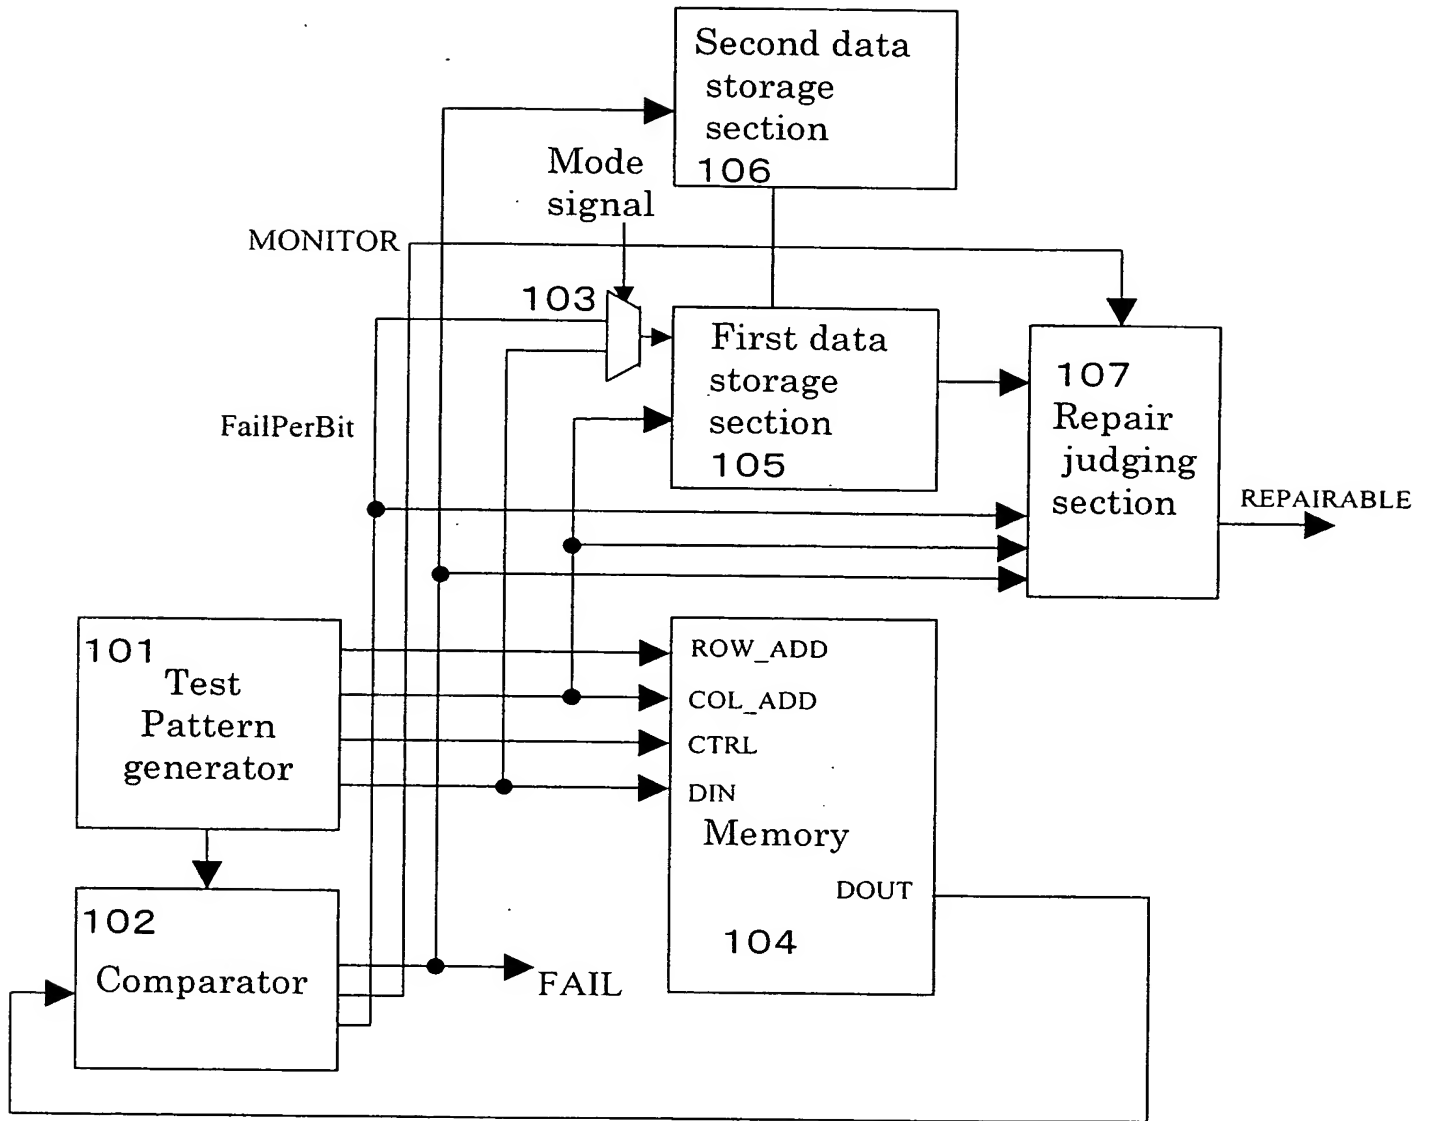 Second data
storage
section
106
Mode
signal
MONITOR
103
First data
storage
section
105
107
Repair
judging
section
FailPerBit
REPAIRABLE
101
Test
Pattern
generator
ROW_ADD
COL_ADD
CTRL
DIN
Memory
DOUT
104
102
Comparator
FAIL